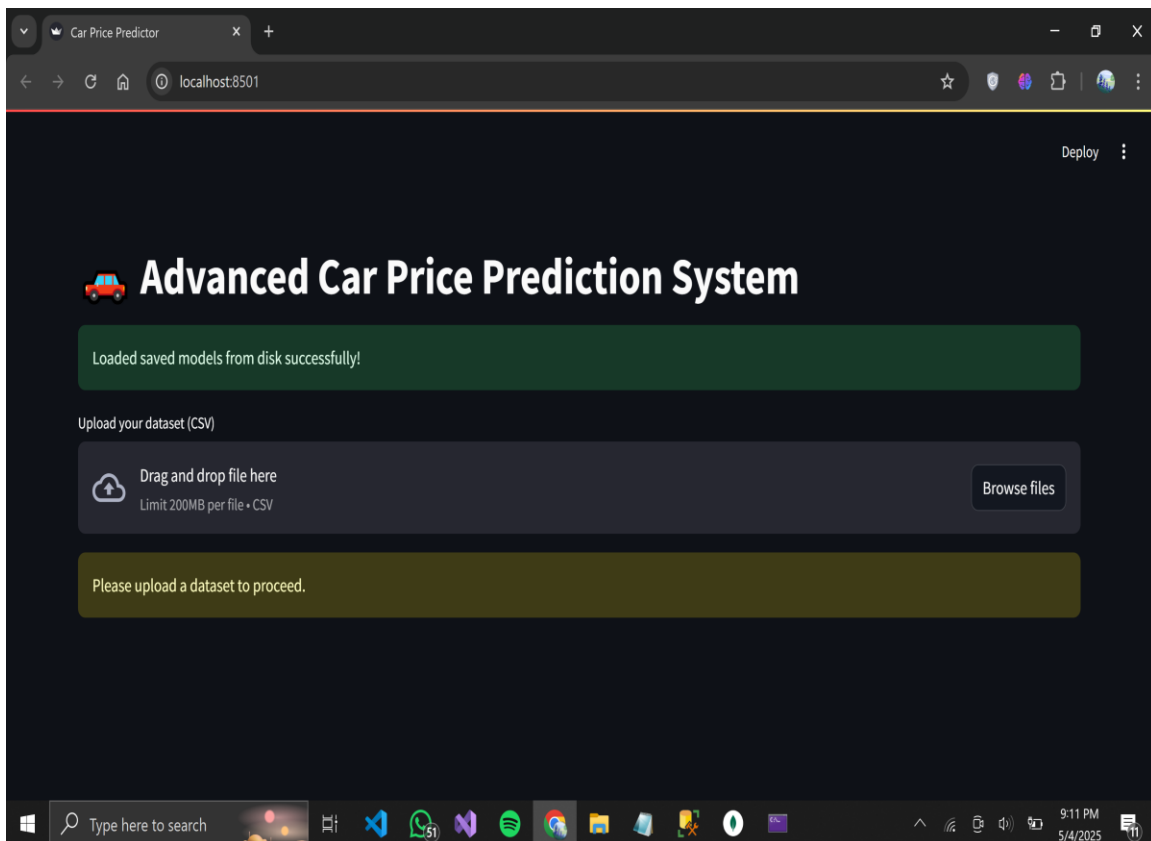 Car Price Predictor
localhost:8501
Deploy
Advanced Car Price Prediction System
Loaded saved models from disk successfully!
Upload your dataset (CSV)
Drag and drop file here
Limit 200MB per file • CSV
Browse files
Please upload a dataset to proceed.
Type here to search
51
9:11 PM
5/4/2025
11